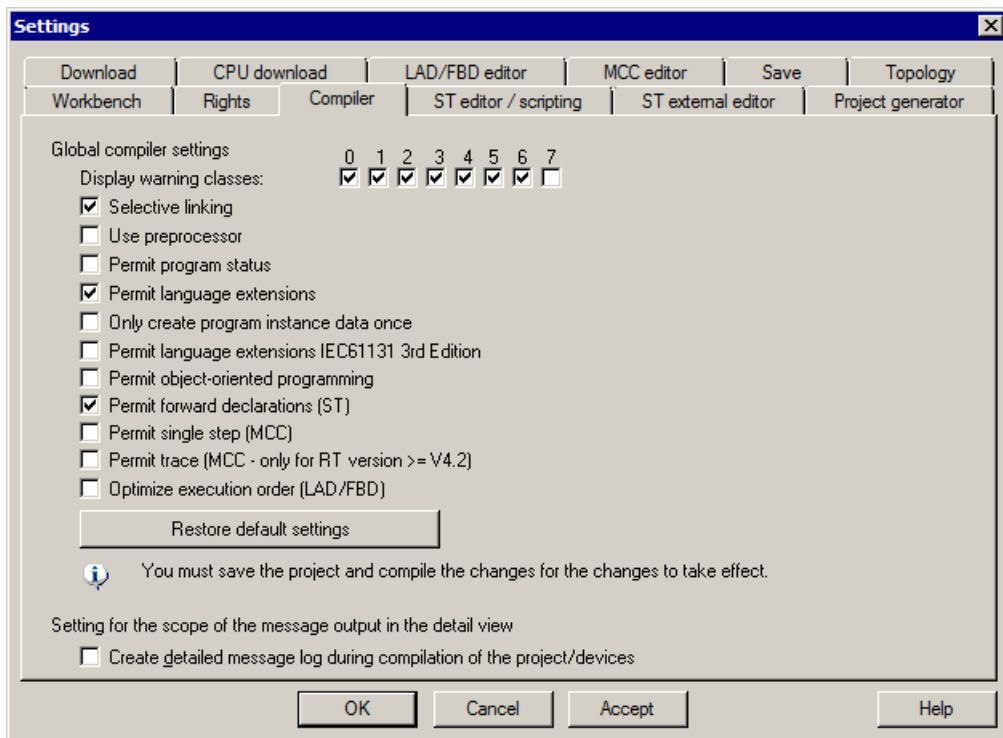 Settings
Download CPU download LAD/FBD editor MCC editor Save Topology
Workbench Rights Compiler ST editor / scripting ST external editor Project generator
Global compiler settings
0 1 2 3 4 5 6 7
Display warning classes:
Selective linking
Use preprocessor
Permit program status
Permit language extensions
Only create program instance data once
Permit language extensions IEC61131 3rd Edition
Permit object-oriented programming
Permit forward declarations (ST)
Permit single step (MCC)
Permit trace (MCC - only for RT version >= V4.2)
Optimize execution order (LAD/FBD)
Restore default settings
You must save the project and compile the changes for the changes to take effect.
Setting for the scope of the message output in the detail view
Create detailed message log during compilation of the project/devices
OK Cancel Accept Help